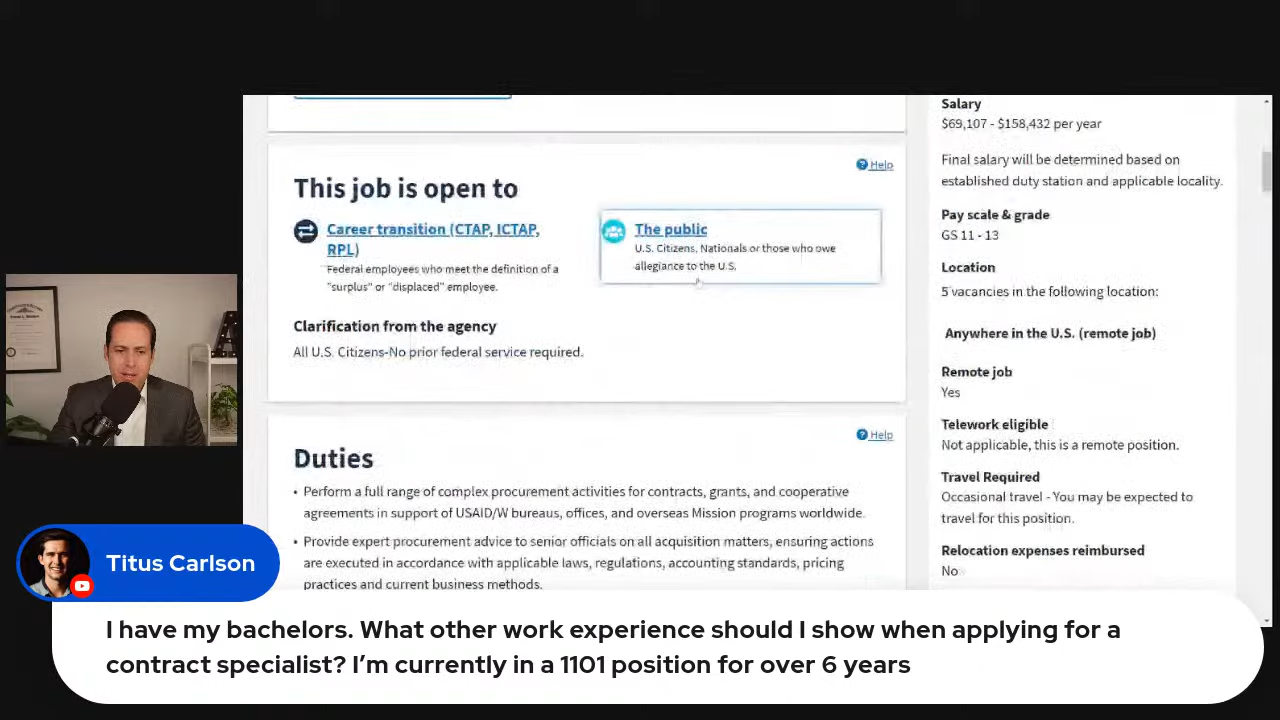 Help
This job is open to
Career transition (CTAP, ICTAP,
RPL)
Federal employees who meet the definition of a
"surplus" or "displaced" employee.
The public
U.S. Citizens, Nationals or those who owe
allegiance to the U.S.
Clarification from the agency
All U.S. Citizens-No prior federal service required.
Help
Duties
• Perform a full range of complex procurement activities for contracts, grants, and cooperative
agreements in support of USAID/W bureaus, offices, and overseas Mission programs worldwide.
• Provide expert procurement advice to senior officials on all acquisition matters, ensuring actions
are executed in accordance with applicable laws, regulations, accounting standards, pricing
practices and current business methods.
Salary
$69,107 - $158,432 per year
Final salary will be determined based on
established duty station and applicable locality.
Pay scale & grade
GS 11 - 13
Location
5 vacancies in the following location:
Anywhere in the U.S. (remote job)
Remote job
Yes
Telework eligible
Not applicable, this is a remote position.
Travel Required
Occasional travel - You may be expected to
travel for this position.
Relocation expenses reimbursed
No
Titus Carlson
I have my bachelors. What other work experience should I show when applying for a
contract specialist? I'm currently in a 1101 position for over 6 years